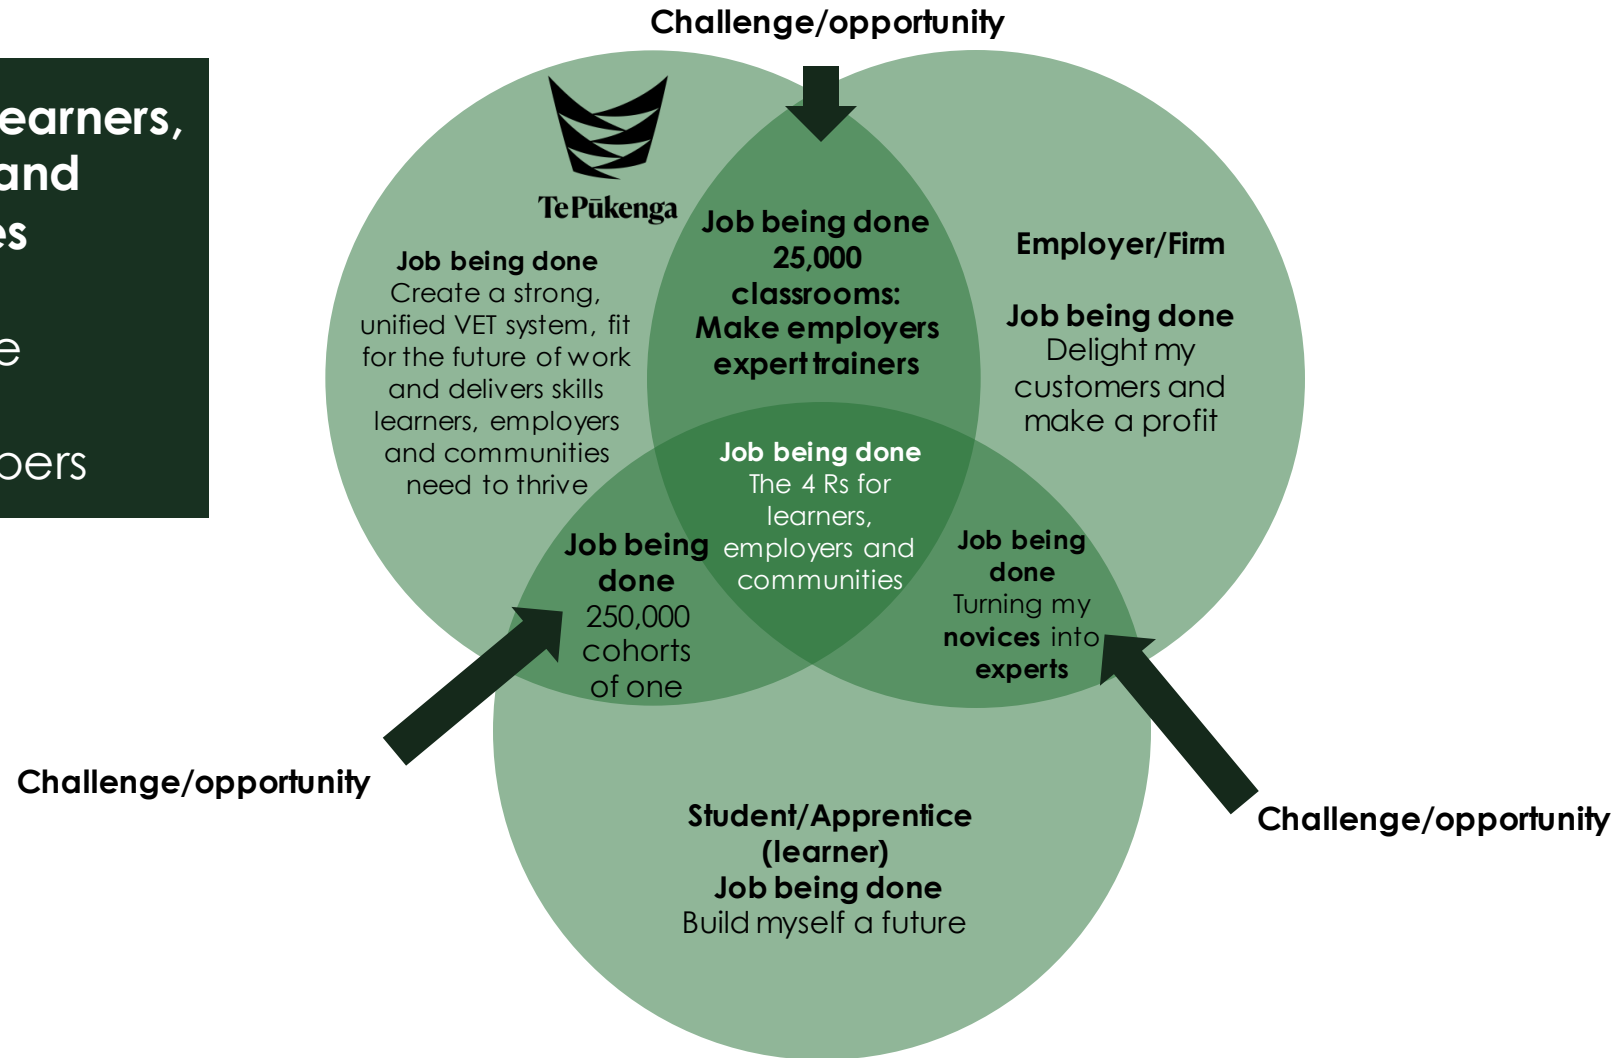 Challenge/opportunity
earners,
and
es
e
bers
Te Pūkenga
Job being done
Create a strong,
unified VET system, fit
for the future of work
and delivers skills
learners, employers
and communities
need to thrive
Job being done
25,000
classrooms:
Make employers
expert trainers
Employer/Firm
Job being done
Delight my
customers and
make a profit
Job being done
The 4 Rs for
learners,
employers and
communities
Job being
done
250,000
cohorts
of one
Job being
done
Turning my
novices into
experts
Challenge/opportunity
Challenge/opportunity
Student/Apprentice
(learner)
Job being done
Build myself a future